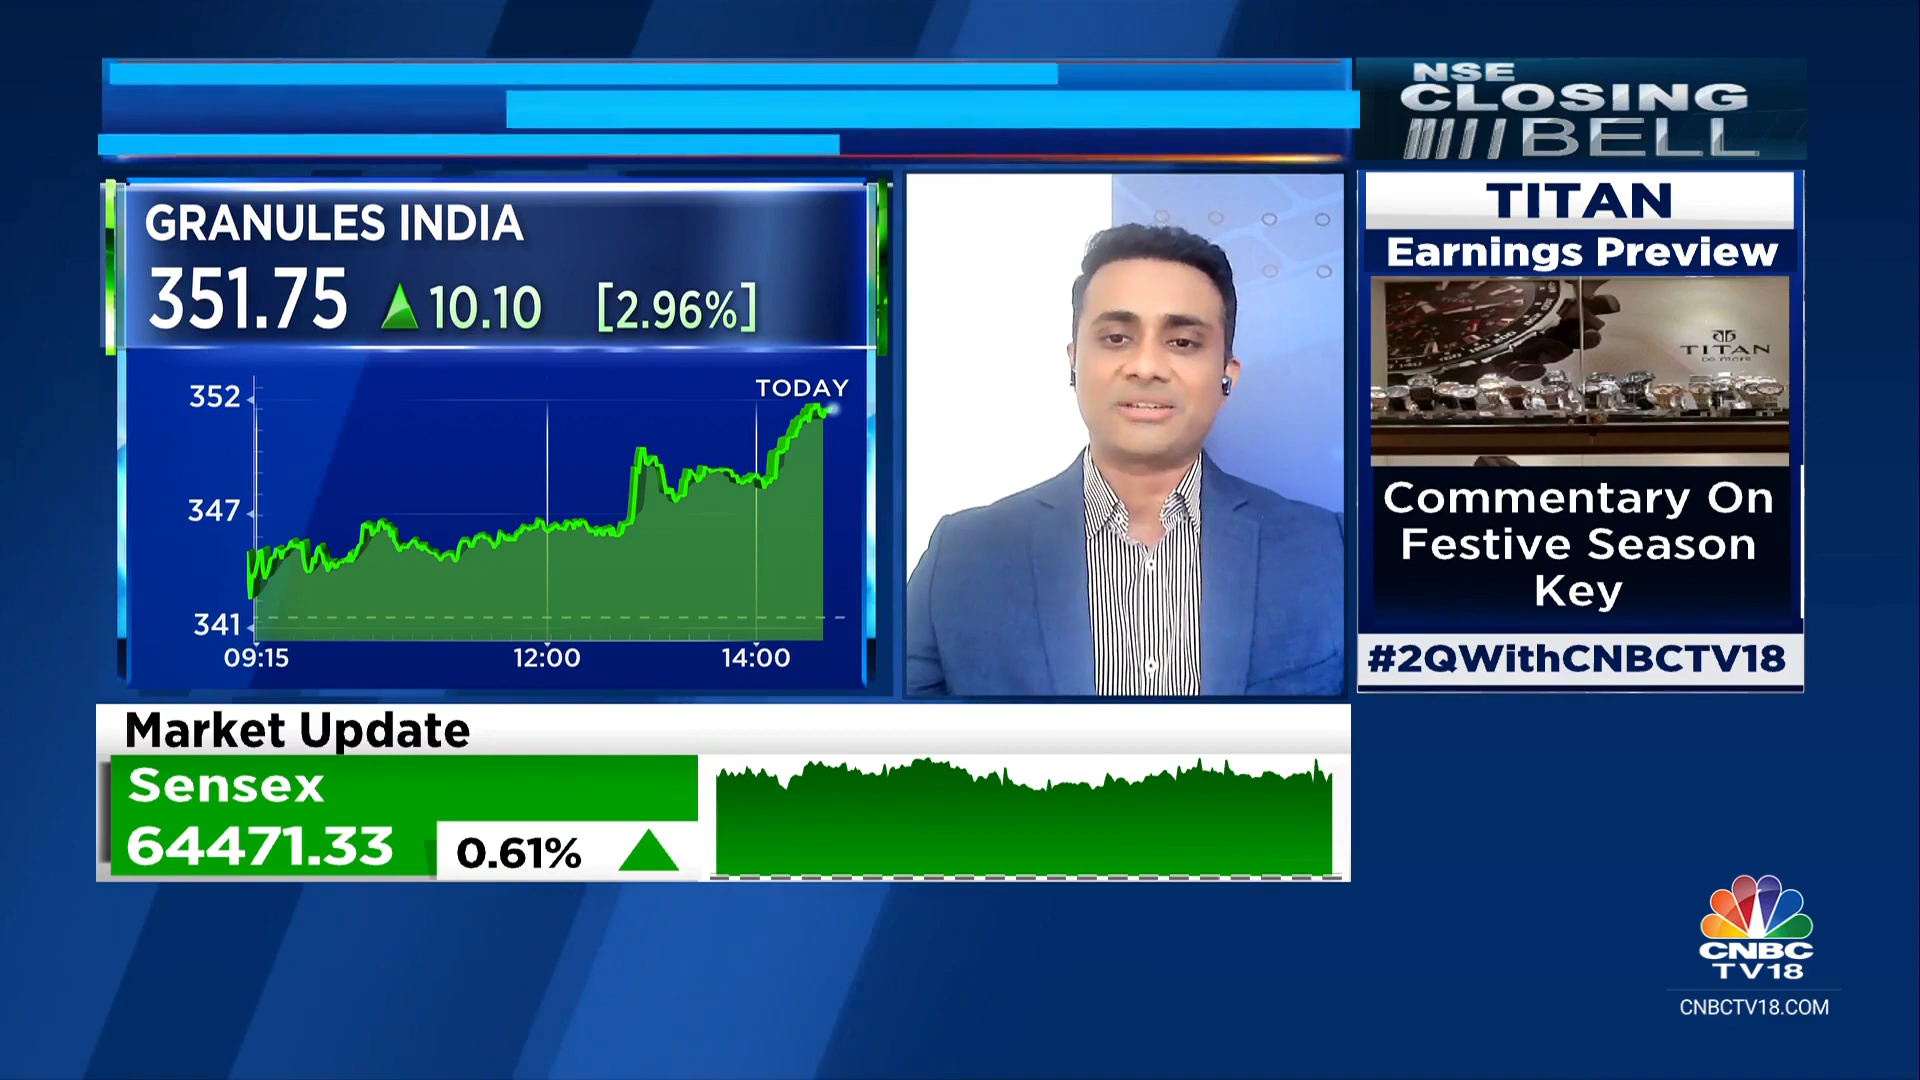 NSE
CLOSING
BELL
GRANULES INDIA
351.75 ▲ 10.10 [2.96%]
TODAY
352
347
341
09:15 12:00 14:00
TITAN
Earnings Preview
TITAN
Commentary On
Festive Season
Key
#2QWithCNBCTV18
Market Update
Sensex
64471.33
0.61% ▲
CNBC
TV18
CNBCTV18.COM